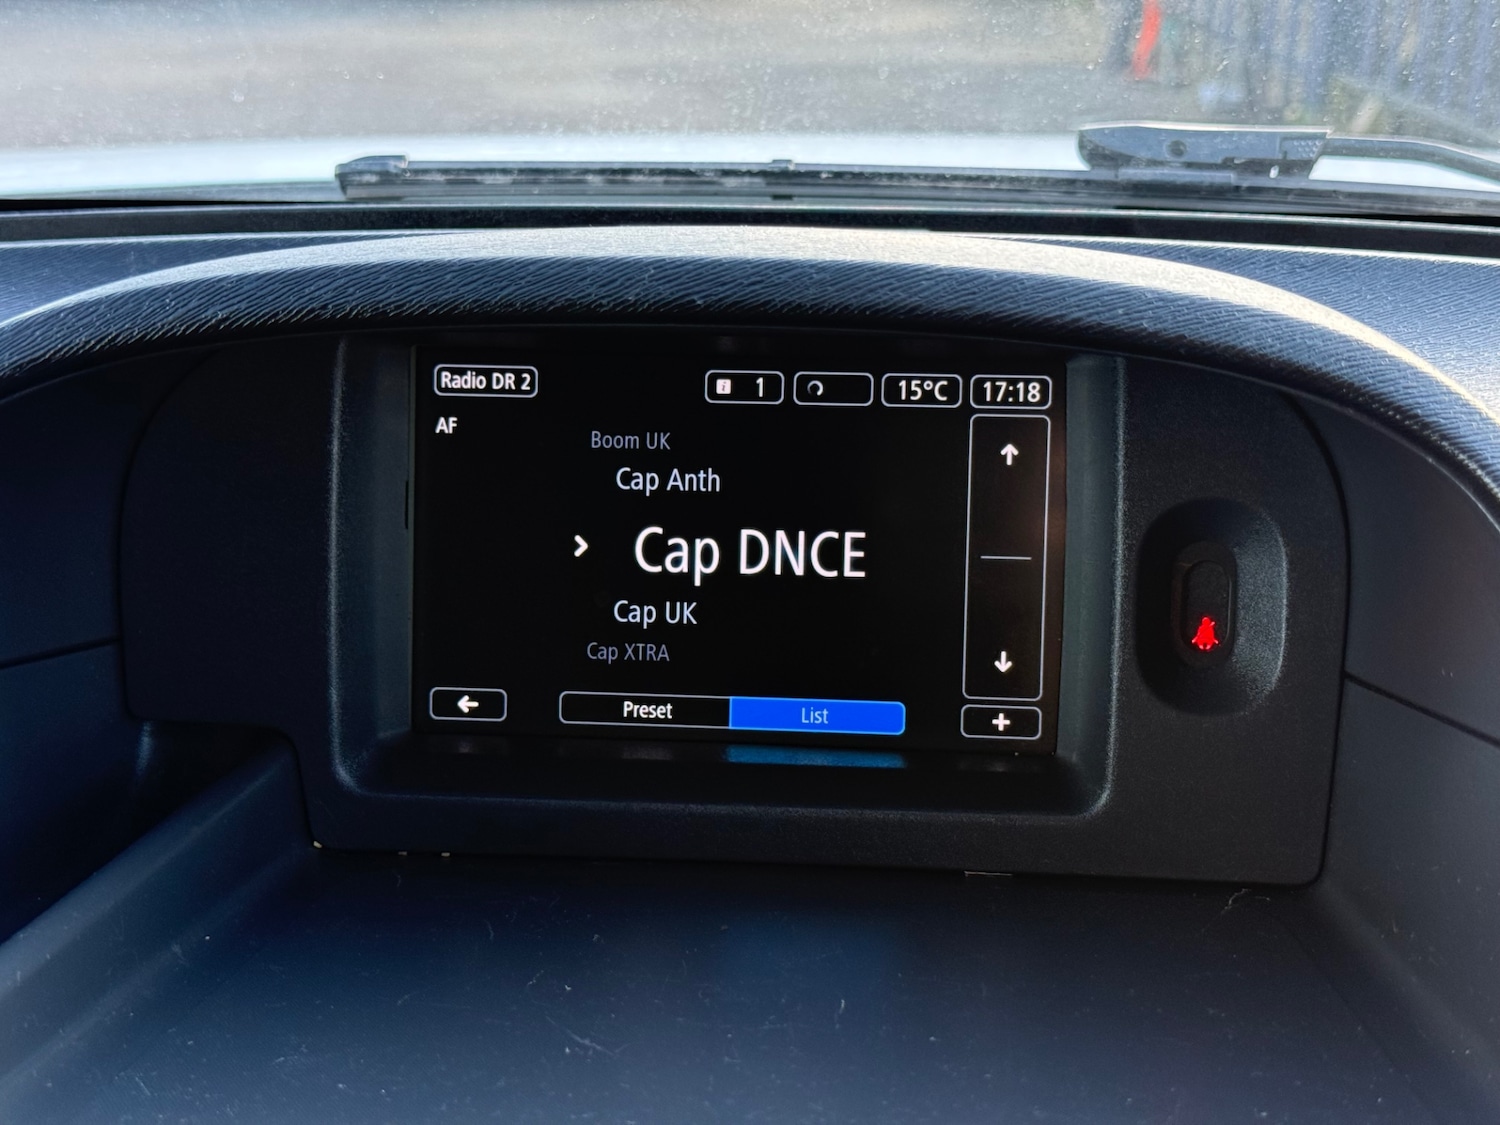 Radio DR 2
1
15°C
17:18
AF
Boom UK
Cap Anth
Cap DNCE
Cap UK
Cap XTRA
Preset
List